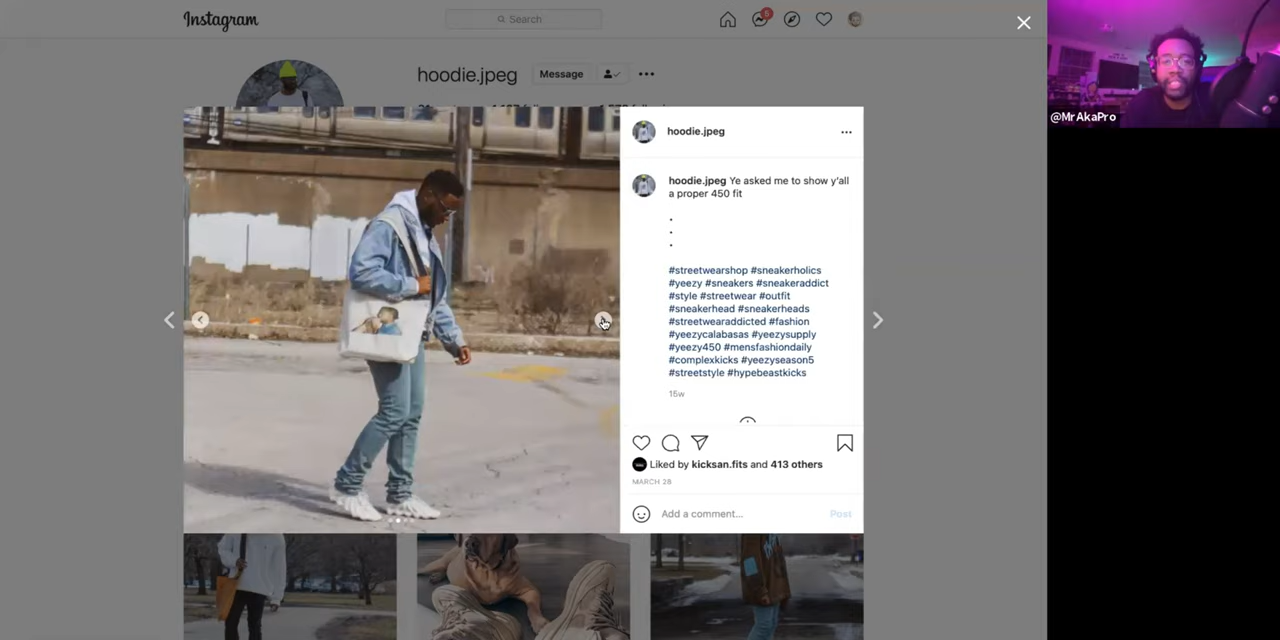 Instagram
Search
5
hoodie.jpeg
Message
hoodie.jpeg
hoodie.jpeg Ye asked me to show y'all
a proper 450 fit
.
.
.
#streetwearshop #sneakerholics
#yeezy #sneakers #sneakeraddict
#style #streetwear #outfit
#sneakerhead #sneakerheads
#streetwearaddicted #fashion
#yeezycalabasas #yeezysupply
#yeezy450 #mensfashiondaily
#complexkicks #yeezyseason5
#streetstyle #hypebeastkicks
15w
Liked by kicksan.fits and 413 others
MARCH 28
Add a comment...
Post
@MrAkaPro